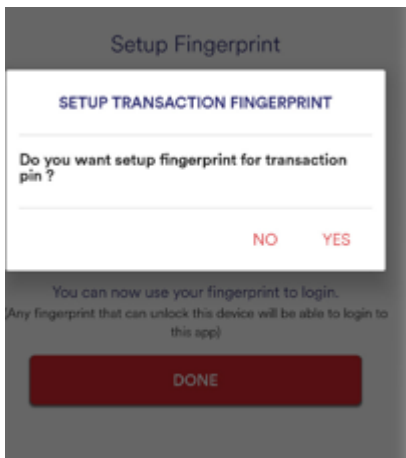 Setup Fingerprint
SETUP TRANSACTION FINGERPRINT
Do you want setup fingerprint for transaction
pin ?
NO YES
You can now use your fingerprint to login.
(Any fingerprint that can unlock this device will be able to login to
this app)
DONE